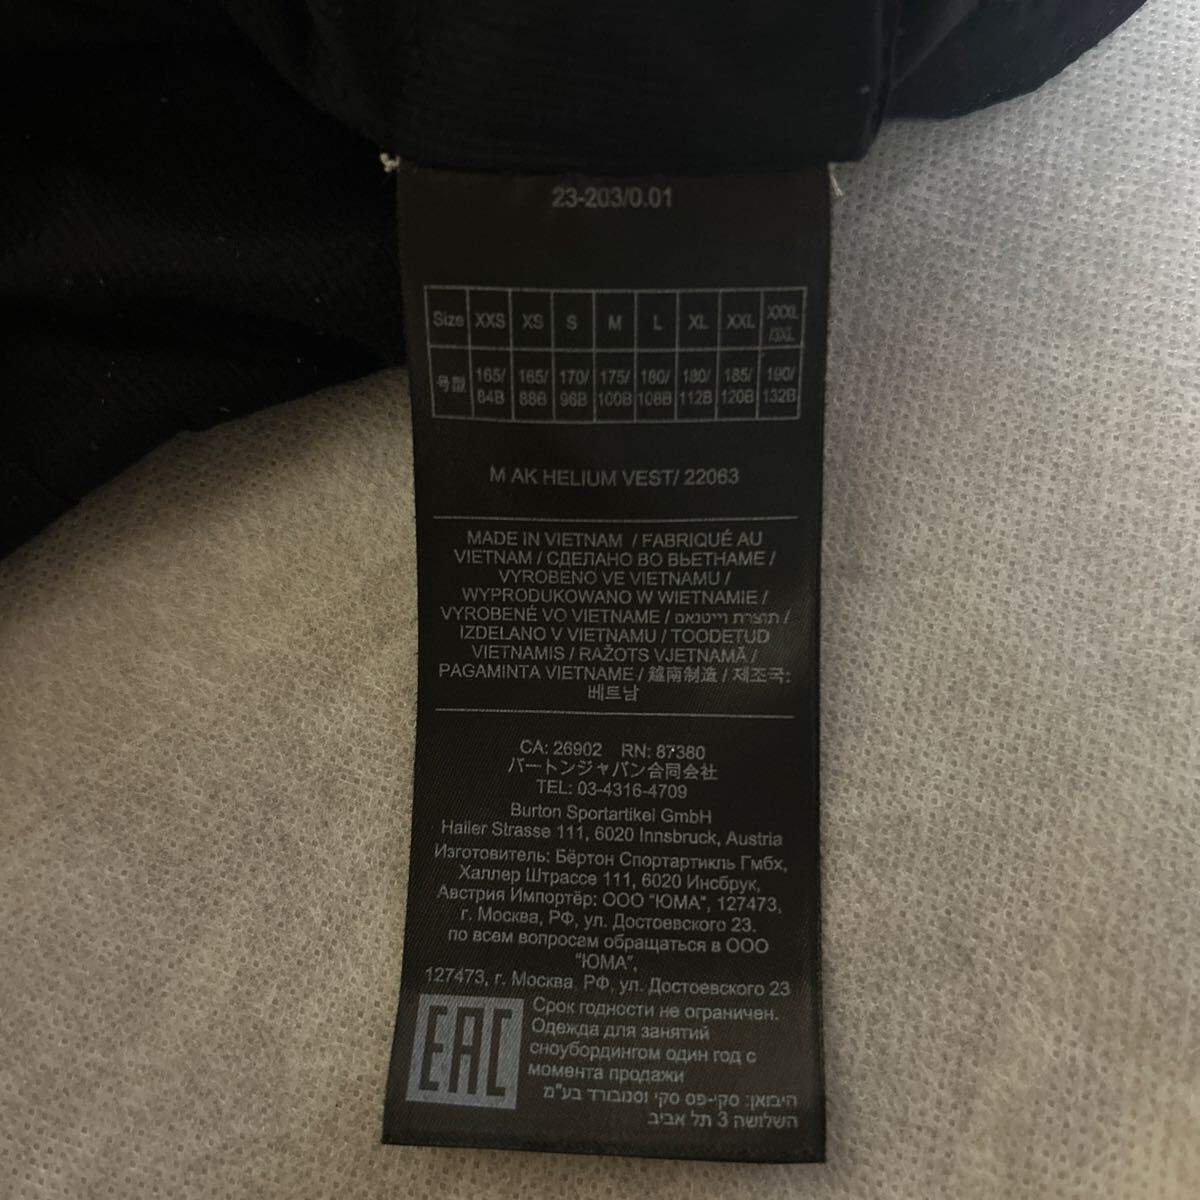 23-203/0.01
Size XXS XS S M L XL XXL XXXL
/3XL
号型 165/ 165/ 170/ 175/ 180/ 180/ 185/ 190/
84B 88B 96B 100B 108B 112B 120B 132B
M AK HELIUM VEST/ 22063
MADE IN VIETNAM / FABRIQUÉ AU
VIETNAM / СДЕЛАНО ВО ВЬЕТНАМЕ /
VYROBENO VE VIETNAMU /
WYPRODUKOWANO W WIETNAMIE /
VYROBENÉ VO VIETNAME / תוצרת וייטנאם /
IZDELANO V VIETNAMU / TOODETUD
VIETNAMIS / RAŽOTS VJETNAMĀ /
PAGAMINTA VIETNAME / 越南制造 / 제조국:
베트남
CA: 26902 RN: 87380
バートンジャパン合同会社
TEL: 03-4316-4709
Burton Sportartikel GmbH
Haller Strasse 111, 6020 Innsbruck, Austria
Изготовитель: Бёртон Спортартикль Гмбх,
Халлер Штрассе 111, 6020 Инсбрук,
Австрия Импортёр: ООО "ЮМА", 127473,
г. Москва, РФ, ул. Достоевского 23.
по всем вопросам обращаться в ООО
"ЮМА",
127473, г. Москва, РФ, ул. Достоевского 23
EAC
Срок годности не ограничен.
Одежда для занятий
сноубордингом один год с
момента продажи
היבואן: סקי-פס סקי וסנובורד בע"מ
השלושה 3 תל אביב